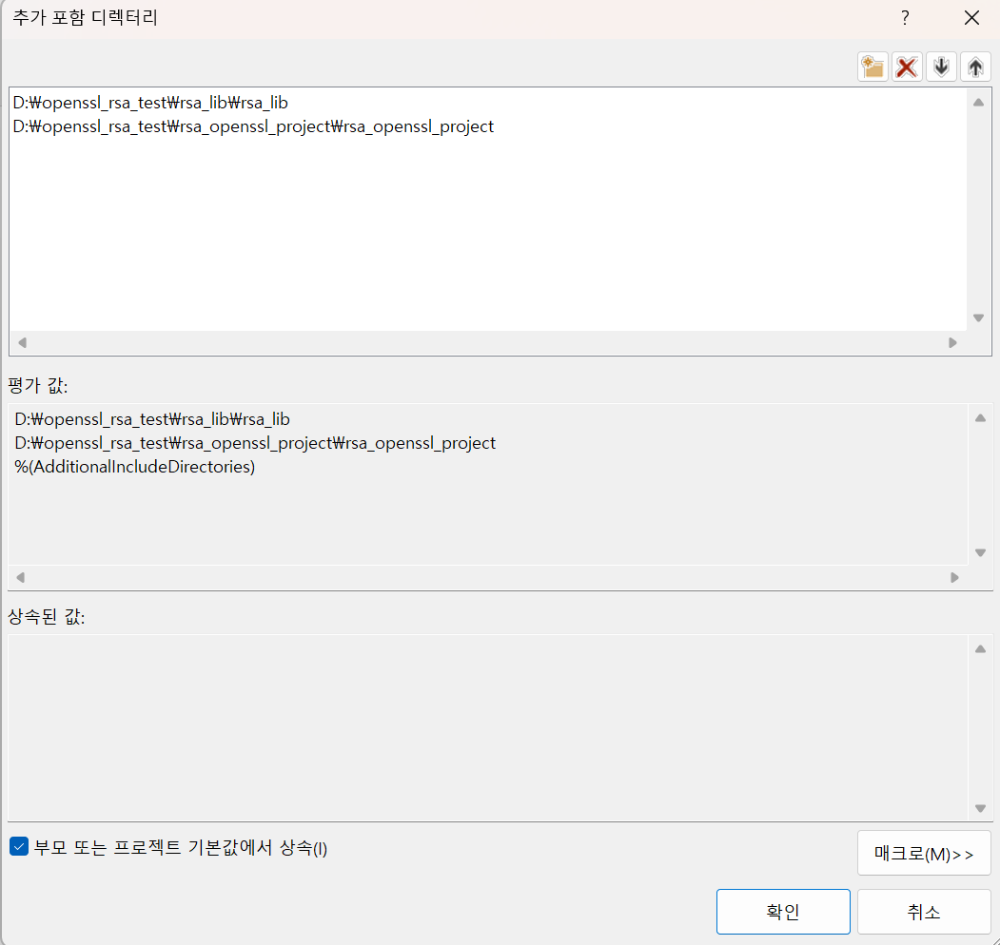 추가 포함 디렉터리
?
D:₩openssl_rsa_test₩rsa_lib₩rsa_lib
D:₩openssl_rsa_test₩rsa_openssl_project₩rsa_openssl_project
평가 값:
D:₩openssl_rsa_test₩rsa_lib₩rsa_lib
D:₩openssl_rsa_test₩rsa_openssl_project₩rsa_openssl_project
%(AdditionalIncludeDirectories)
상속된 값:
부모 또는 프로젝트 기본값에서 상속(I)
매크로(M)>>
확인
취소